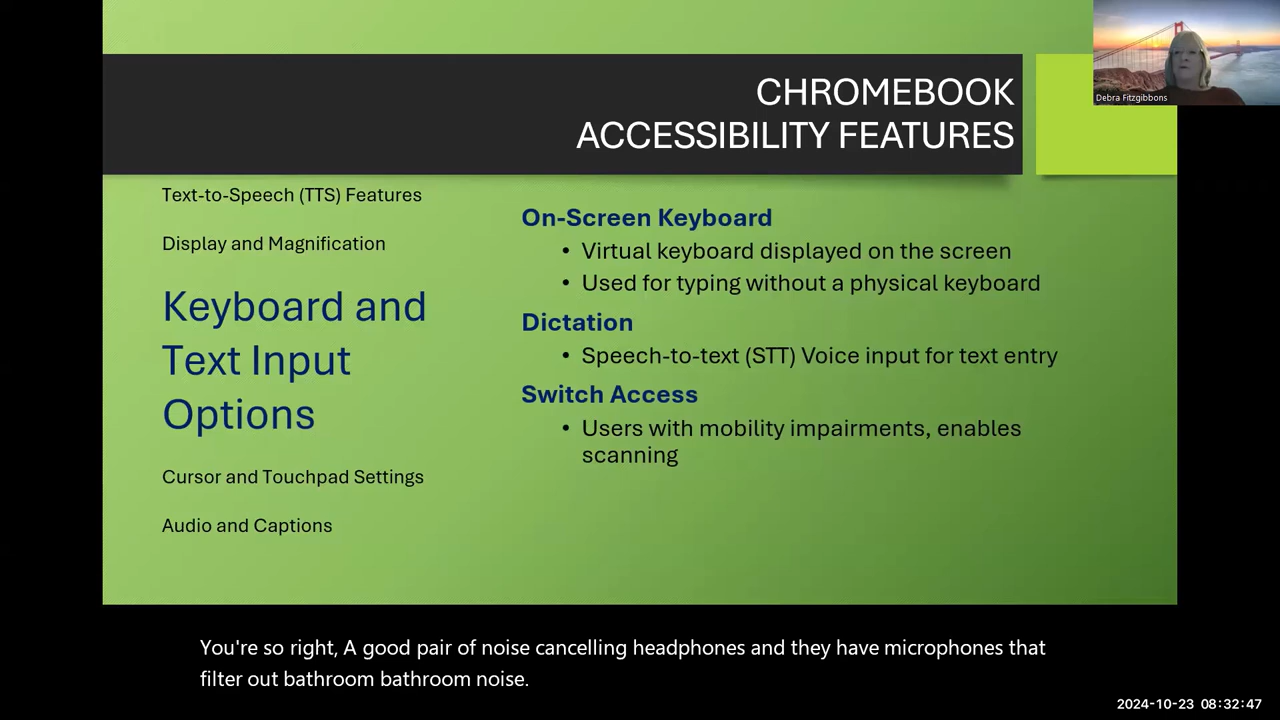 CHROMEBOOK
ACCESSIBILITY FEATURES
Debra Fitzgibbons
Text-to-Speech (TTS) Features
Display and Magnification
Keyboard and
Text Input
Options
Cursor and Touchpad Settings
Audio and Captions
On-Screen Keyboard
• Virtual keyboard displayed on the screen
• Used for typing without a physical keyboard
Dictation
• Speech-to-text (STT) Voice input for text entry
Switch Access
• Users with mobility impairments, enables
scanning
You're so right, A good pair of noise cancelling headphones and they have microphones that
filter out bathroom bathroom noise.
2024-10-23 08:32:47